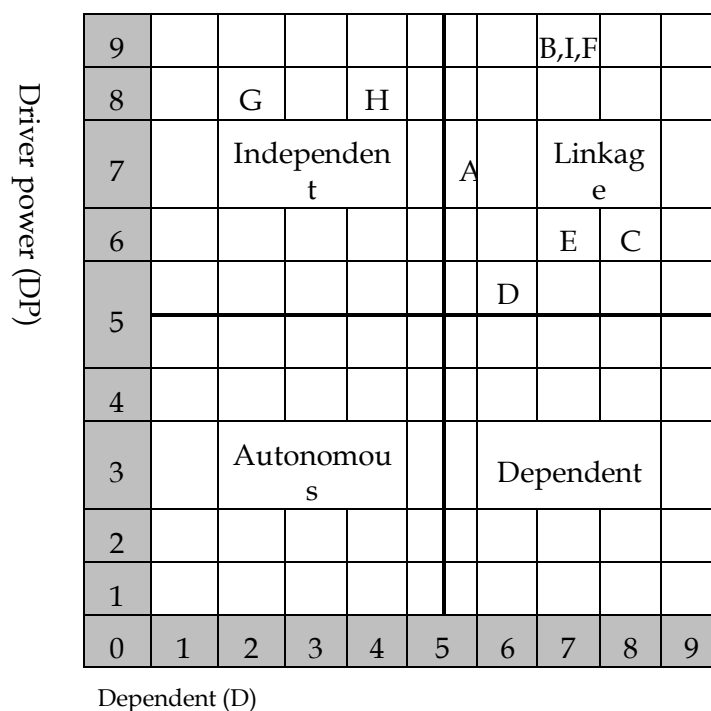 Driver power (DP)
9 B,I,F
8 G H
7 Independen
t A Linkag
e
6 E C
D
5
4
3 Autonomou
s Dependent
2
1
0 1 2 3 4 5 6 7 8 9
Dependent (D)